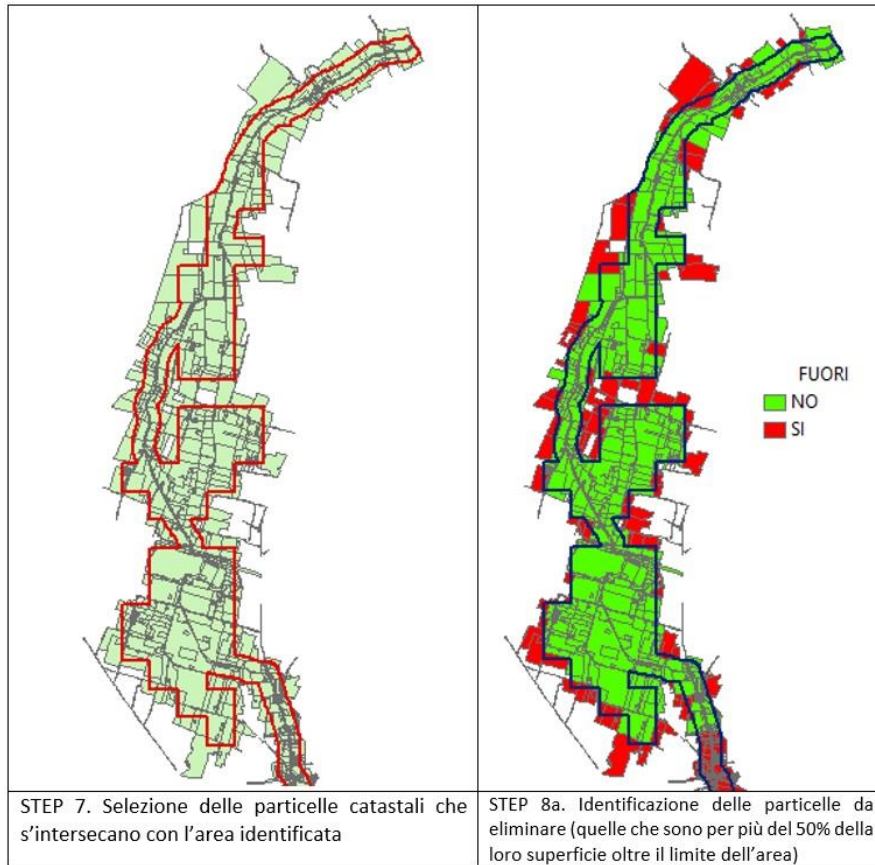 FUORI
NO
SI
STEP 7. Selezione delle particelle catastali che
s’intersecano con l’area identificata
STEP 8a. Identificazione delle particelle da
eliminare (quelle che sono per più del 50% della
loro superficie oltre il limite dell’area)